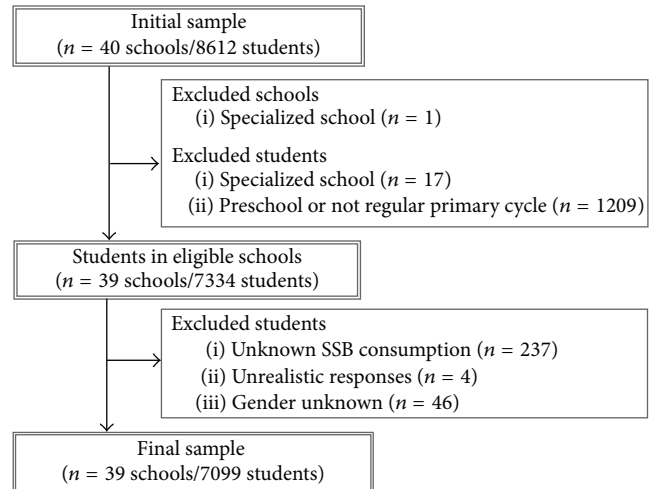 Initial sample
(n = 40 schools/8612 students)
Excluded schools
(i) Specialized school (n = 1)
Excluded students
(i) Specialized school (n = 17)
(ii) Preschool or not regular primary cycle (n = 1209)
Students in eligible schools
(n = 39 schools/7334 students)
Excluded students
(i) Unknown SSB consumption (n = 237)
(ii) Unrealistic responses (n = 4)
(iii) Gender unknown (n = 46)
Final sample
(n = 39 schools/7099 students)